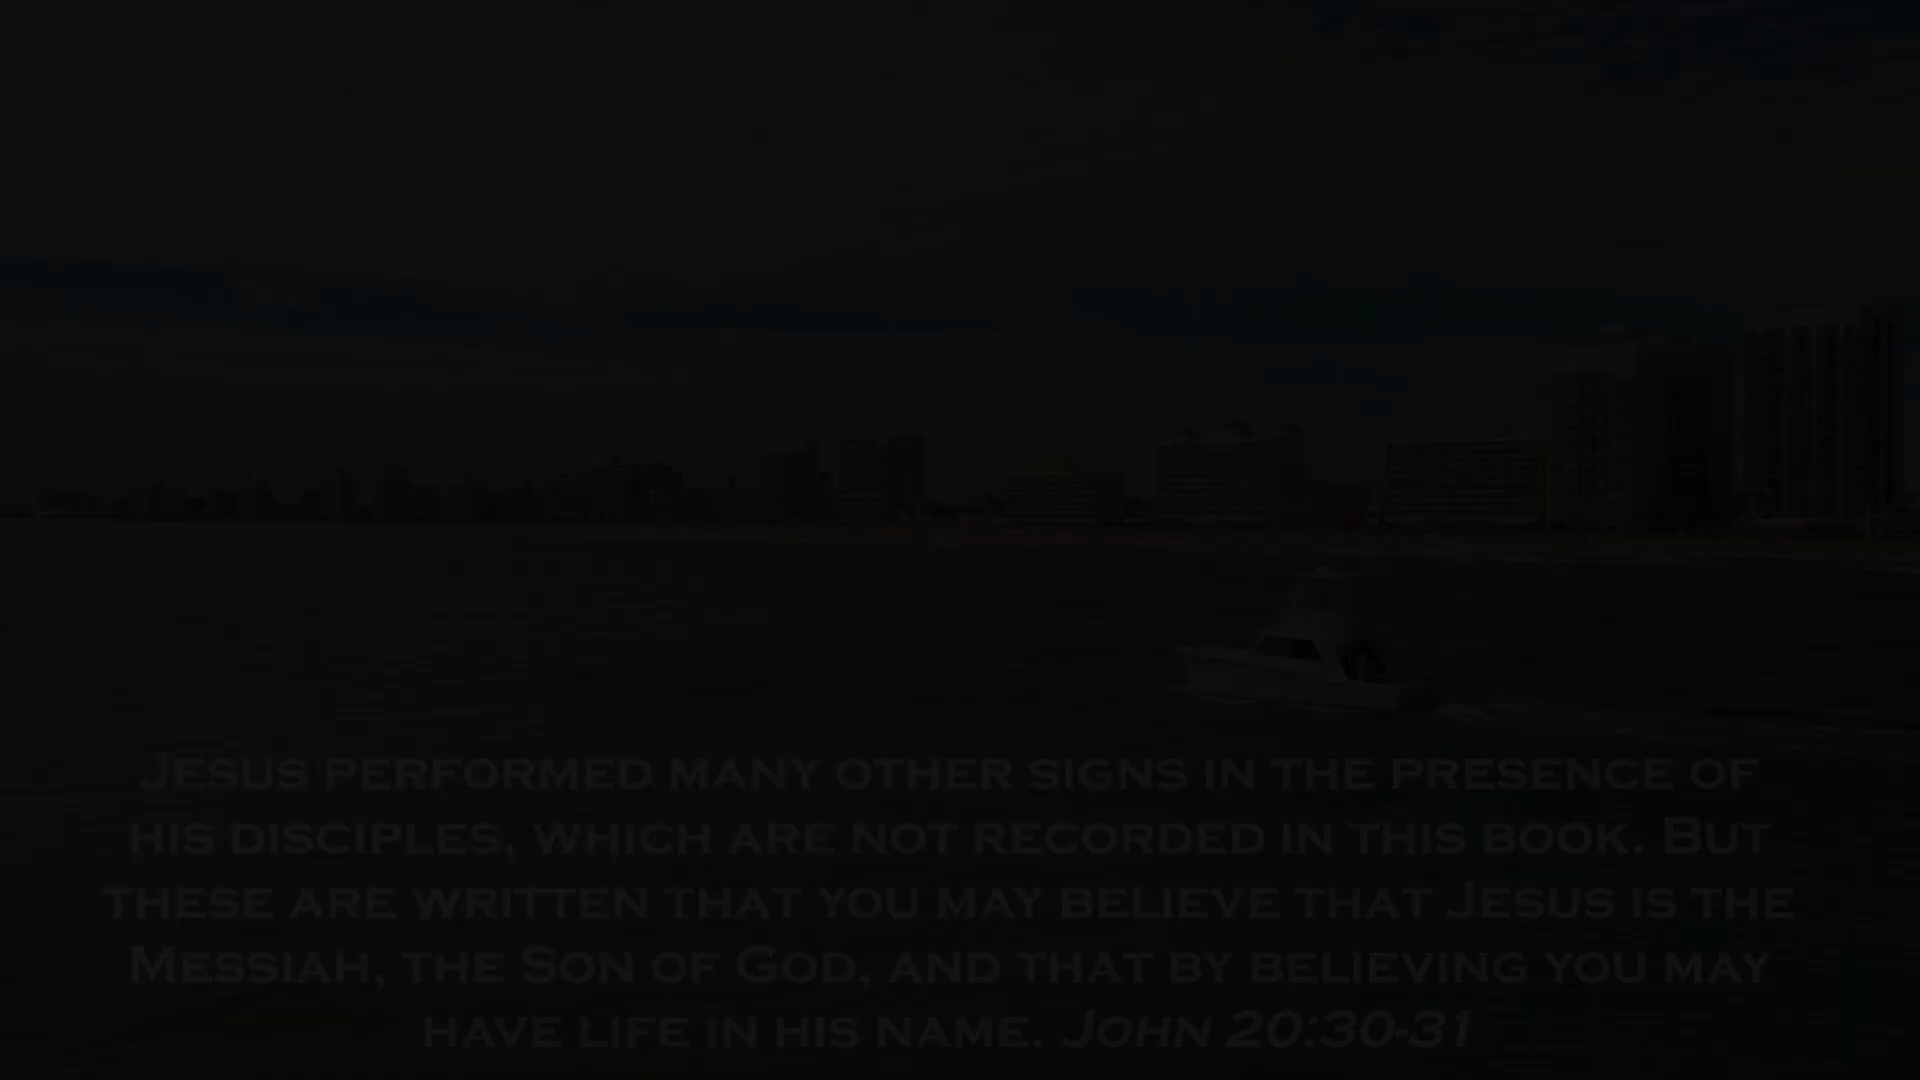 Jesus performed many other signs in the presence of
his disciples, which are not recorded in this book. But
these are written that you may believe that Jesus is the
Messiah, the Son of God, and that by believing you may
have life in his name. John 20:30-31